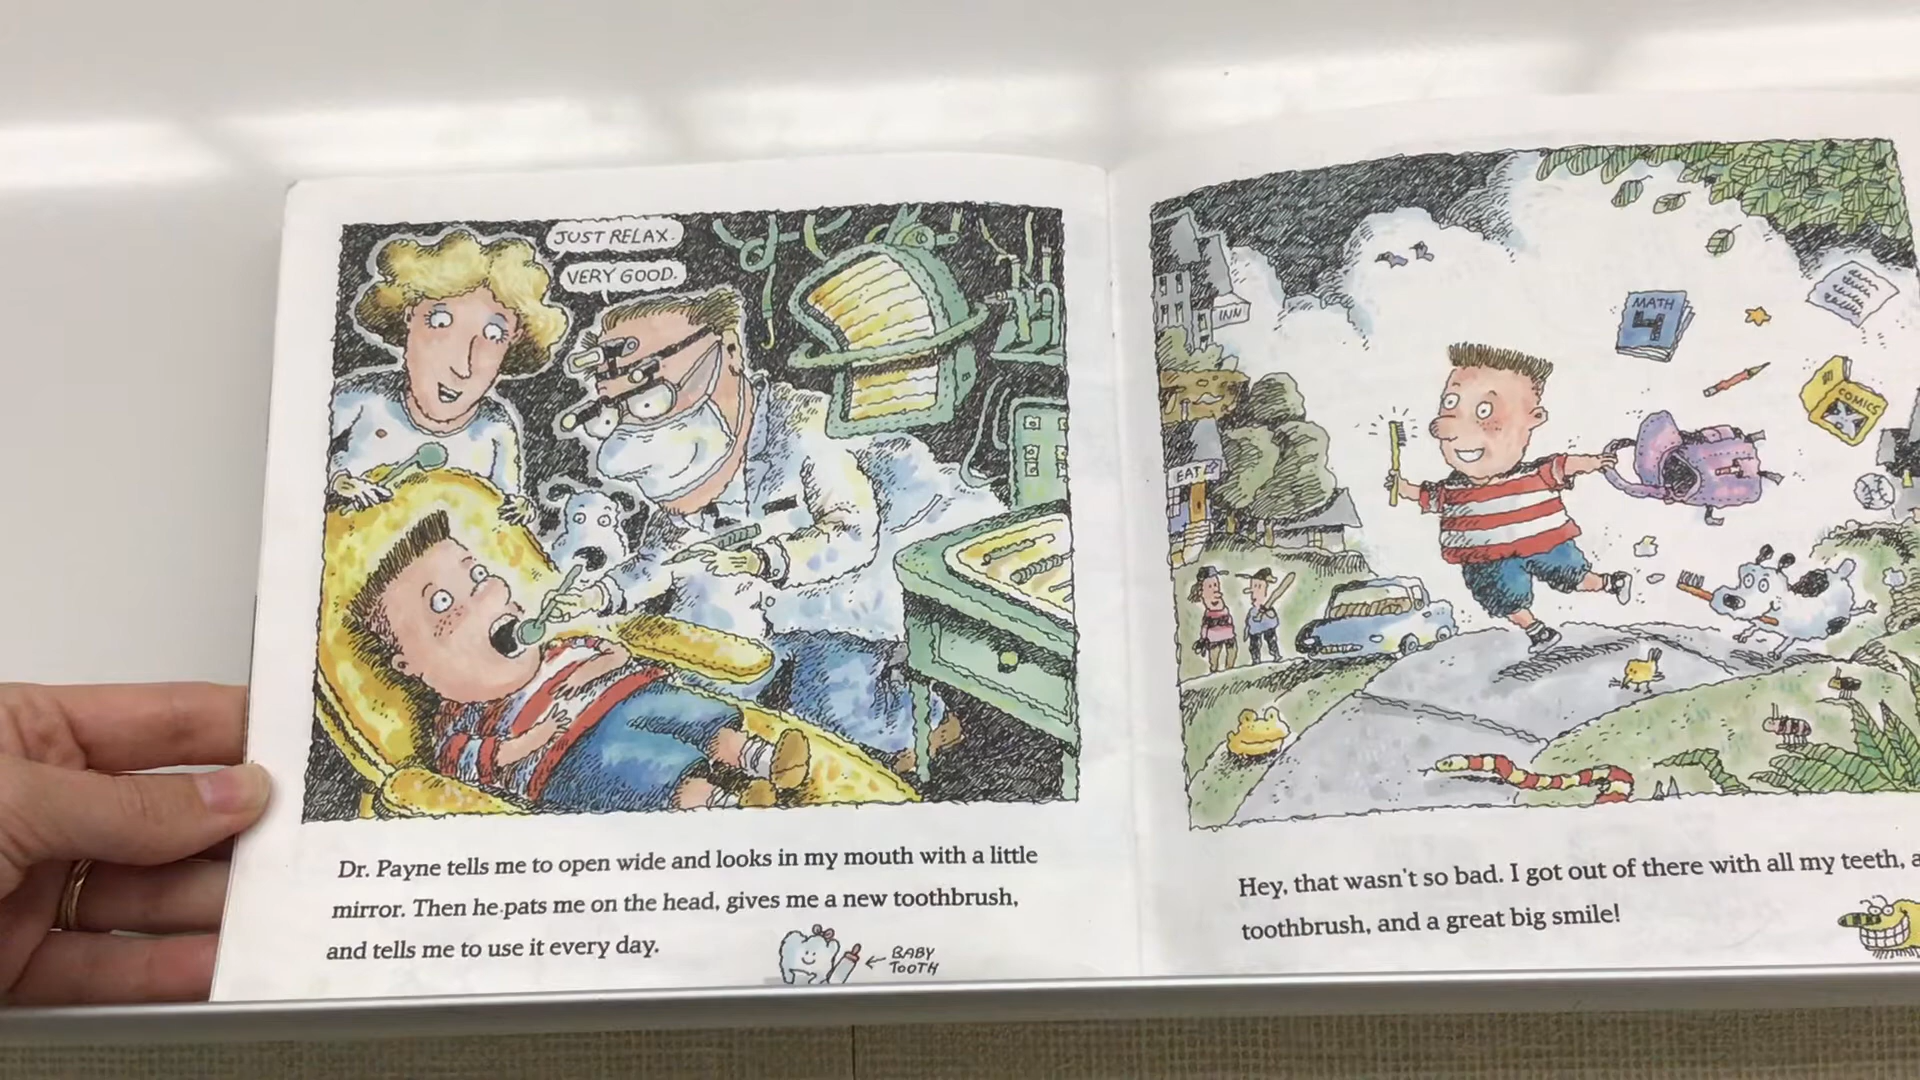 JUST RELAX.
VERY GOOD.
Dr. Payne tells me to open wide and looks in my mouth with a little
mirror. Then he pats me on the head, gives me a new toothbrush,
and tells me to use it every day.
BABY
TOOTH
INN
EAT
MATH
4
COMICS
Hey, that wasn't so bad. I got out of there with all my teeth, a
toothbrush, and a great big smile!